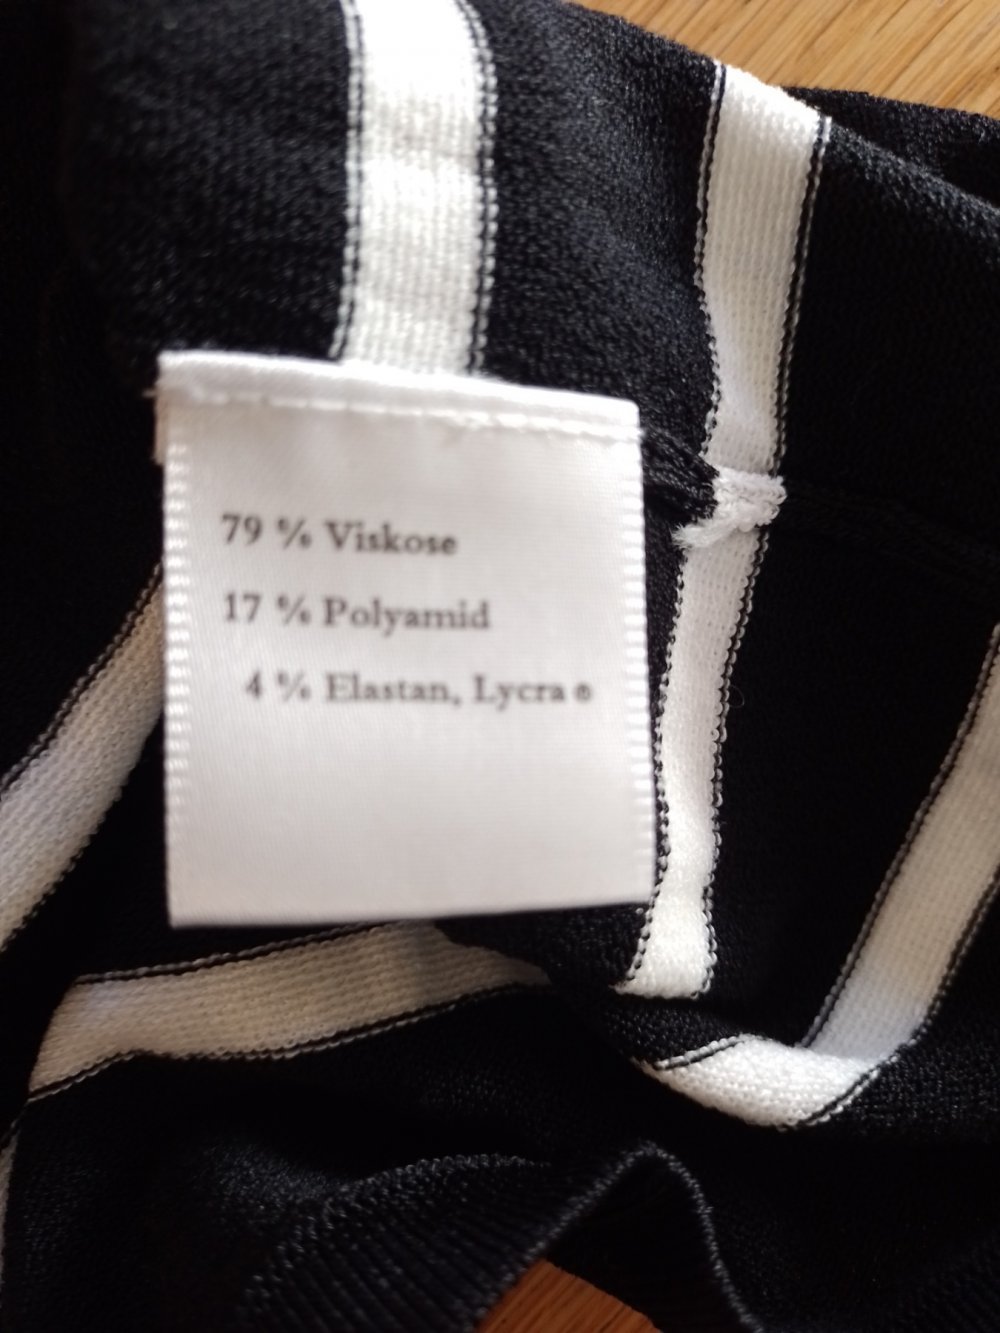 79 % Viskose
17 % Polyamid
4 % Elastan, Lycra ®